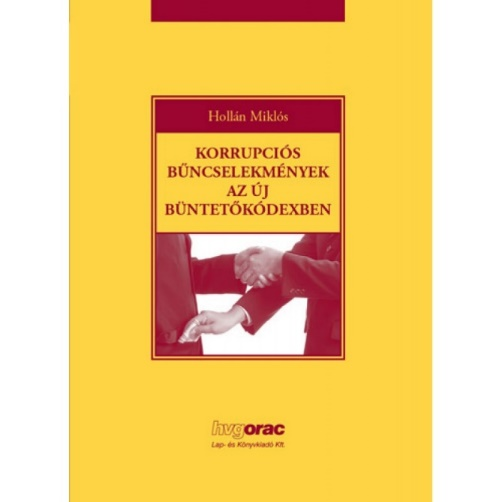 Hollán Miklós
KORRUPCIÓS
BŰNCSELEKMÉNYEK
AZ ÚJ
BÜNTETŐKÓDEXBEN
hvgorac
Lap- és Könyvkiadó Kft.